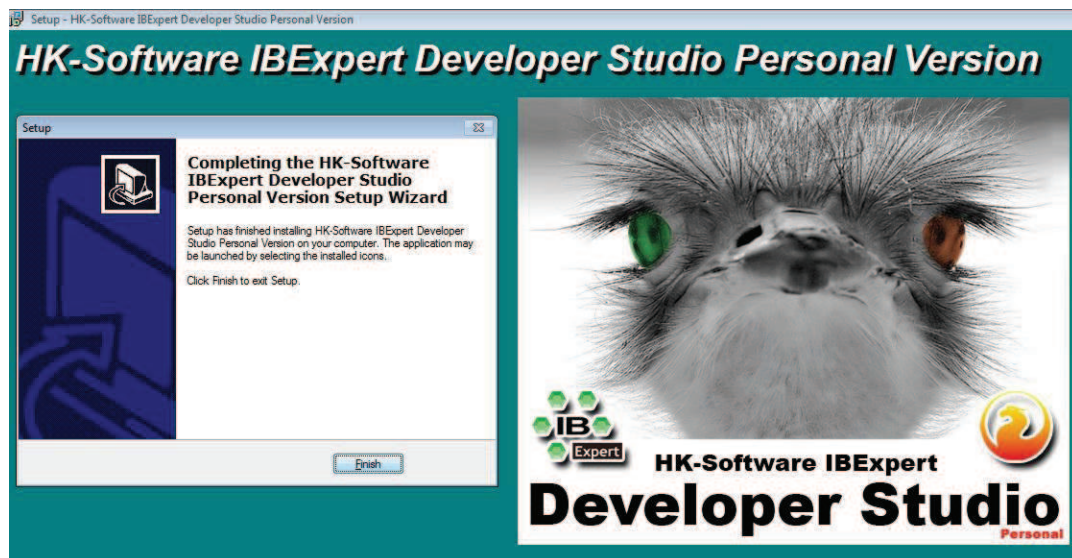 Setup - HK-Software IBExpert Developer Studio Personal Version
HK-Software IBExpert Developer Studio Personal Version
Setup
Completing the HK-Software
IBExpert Developer Studio
Personal Version Setup Wizard
Setup has finished installing HK-Software IBExpert Developer
Studio Personal Version on your computer. The application may
be launched by selecting the installed icons.
Click Finish to exit Setup.
Finish
IB
Expert
HK-Software IBExpert
Developer Studio
Personal